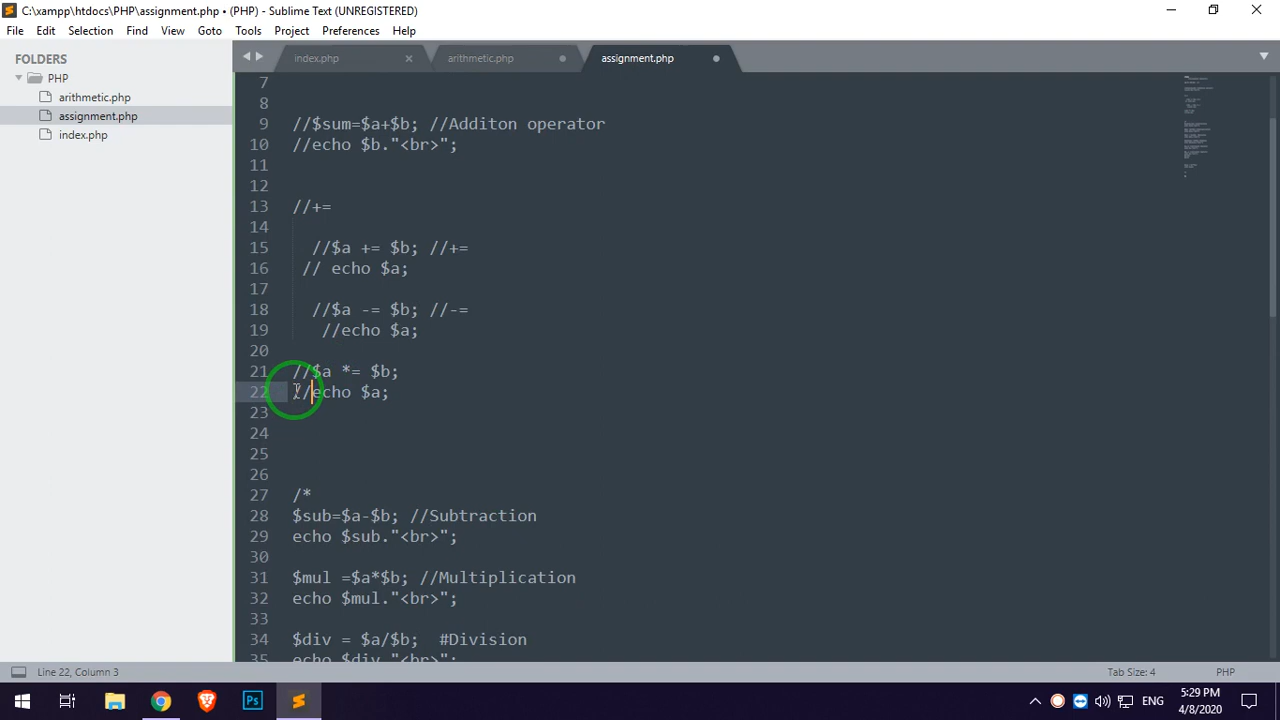 C:\xampp\htdocs\PHP\assignment.php • (PHP) - Sublime Text (UNREGISTERED)
File Edit Selection Find View Goto Tools Project Preferences Help
FOLDERS
PHP
arithmetic.php
assignment.php
index.php
index.php arithmetic.php assignment.php
7
8
9 //$sum=$a+$b; //Additon operator
10 //echo $b."<br>";
11
12
13 //+=
14
15 //$a += $b; //+=
16 // echo $a;
17
18 //$a -= $b; //-=
19 //echo $a;
20
21 //$a *= $b;
22 //echo $a;
23
24
25
26
27 /*
28 $sub=$a-$b; //Subtraction
29 echo $sub."<br>";
30
31 $mul =$a*$b; //Multiplication
32 echo $mul."<br>";
33
34 $div = $a/$b; #Division
35 echo $div."<br>";
Line 22, Column 3 Tab Size: 4 PHP
Ps ENG 5:29 PM
4/8/2020